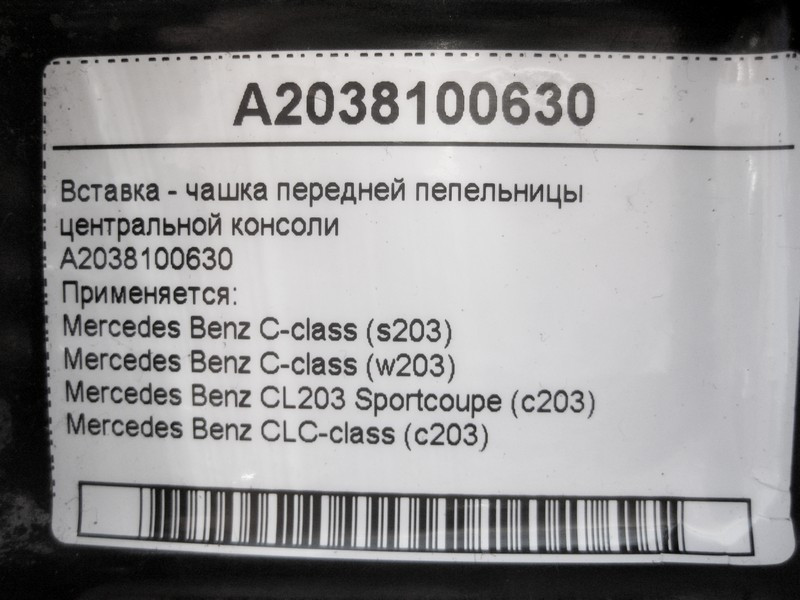 A2038100630
Вставка - чашка передней пепельницы
центральной консоли
A2038100630
Применяется:
Mercedes Benz C-class (s203)
Mercedes Benz C-class (w203)
Mercedes Benz CL203 Sportcoupe (c203)
Mercedes Benz CLC-class (c203)